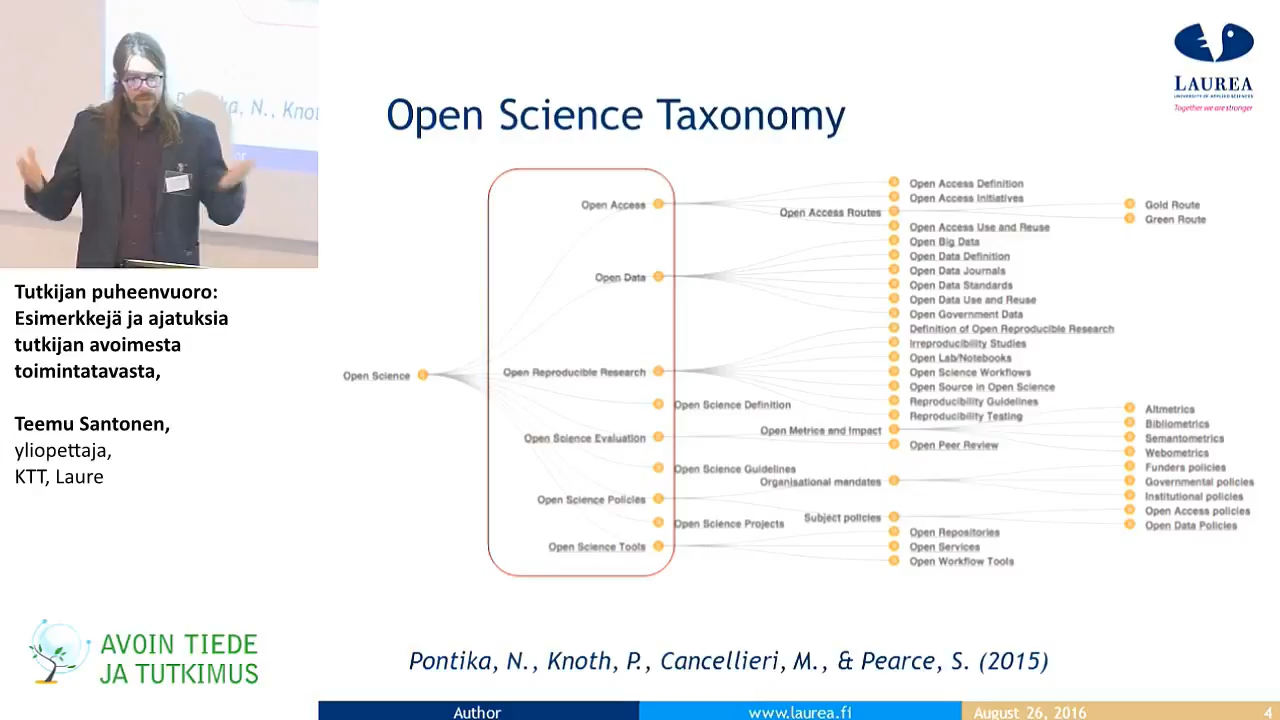 ka, N., Knot
or
Tutkijan puheenvuoro:
Esimerkkejä ja ajatuksia
tutkijan avoimesta
toimintatavasta,
Teemu Santonen,
yliopettaja,
KTT, Laure
AVOIN TIEDE
JA TUTKIMUS
LAUREA
UNIVERSITY OF APPLIED SCIENCES
Together we are stronger
Open Science Taxonomy
Open Science
Open Access
Open Data
Open Reproducible Research
Open Science Definition
Open Science Evaluation
Open Science Guidelines
Open Science Policies
Open Science Projects
Open Science Tools
Open Access Definition
Open Access Initiatives
Open Access Routes
Open Access Use and Reuse
Open Big Data
Open Data Definition
Open Data Journals
Open Data Standards
Open Data Use and Reuse
Open Government Data
Definition of Open Reproducible Research
Irreproducibility Studies
Open Lab/Notebooks
Open Science Workflows
Open Source in Open Science
Reproducibility Guidelines
Reproducibility Testing
Open Metrics and Impact
Open Peer Review
Organisational mandates
Subject policies
Open Repositories
Open Services
Open Workflow Tools
Gold Route
Green Route
Altmetrics
Bibliometrics
Semantometrics
Webometrics
Funders policies
Governmental policies
Institutional policies
Open Access policies
Open Data Policies
Pontika, N., Knoth, P., Cancellieri, M., & Pearce, S. (2015)
Author
www.laurea.fi
August 26, 2016
4